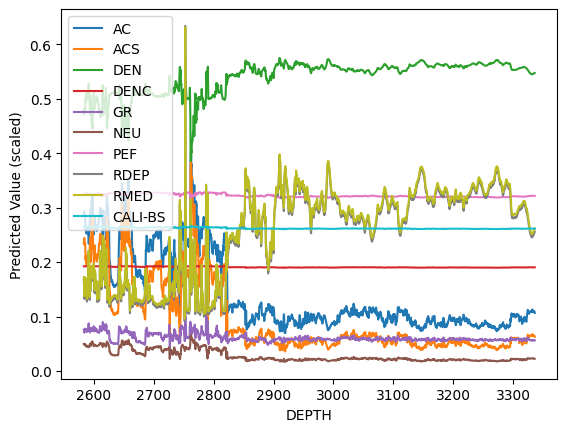 AC
ACS
DEN
DENC
GR
NEU
PEF
RDEP
RMED
CALI-BS
Predicted Value (scaled)
0.6
0.5
0.4
0.3
0.2
0.1
0.0
2600 2700 2800 2900 3000 3100 3200 3300
DEPTH